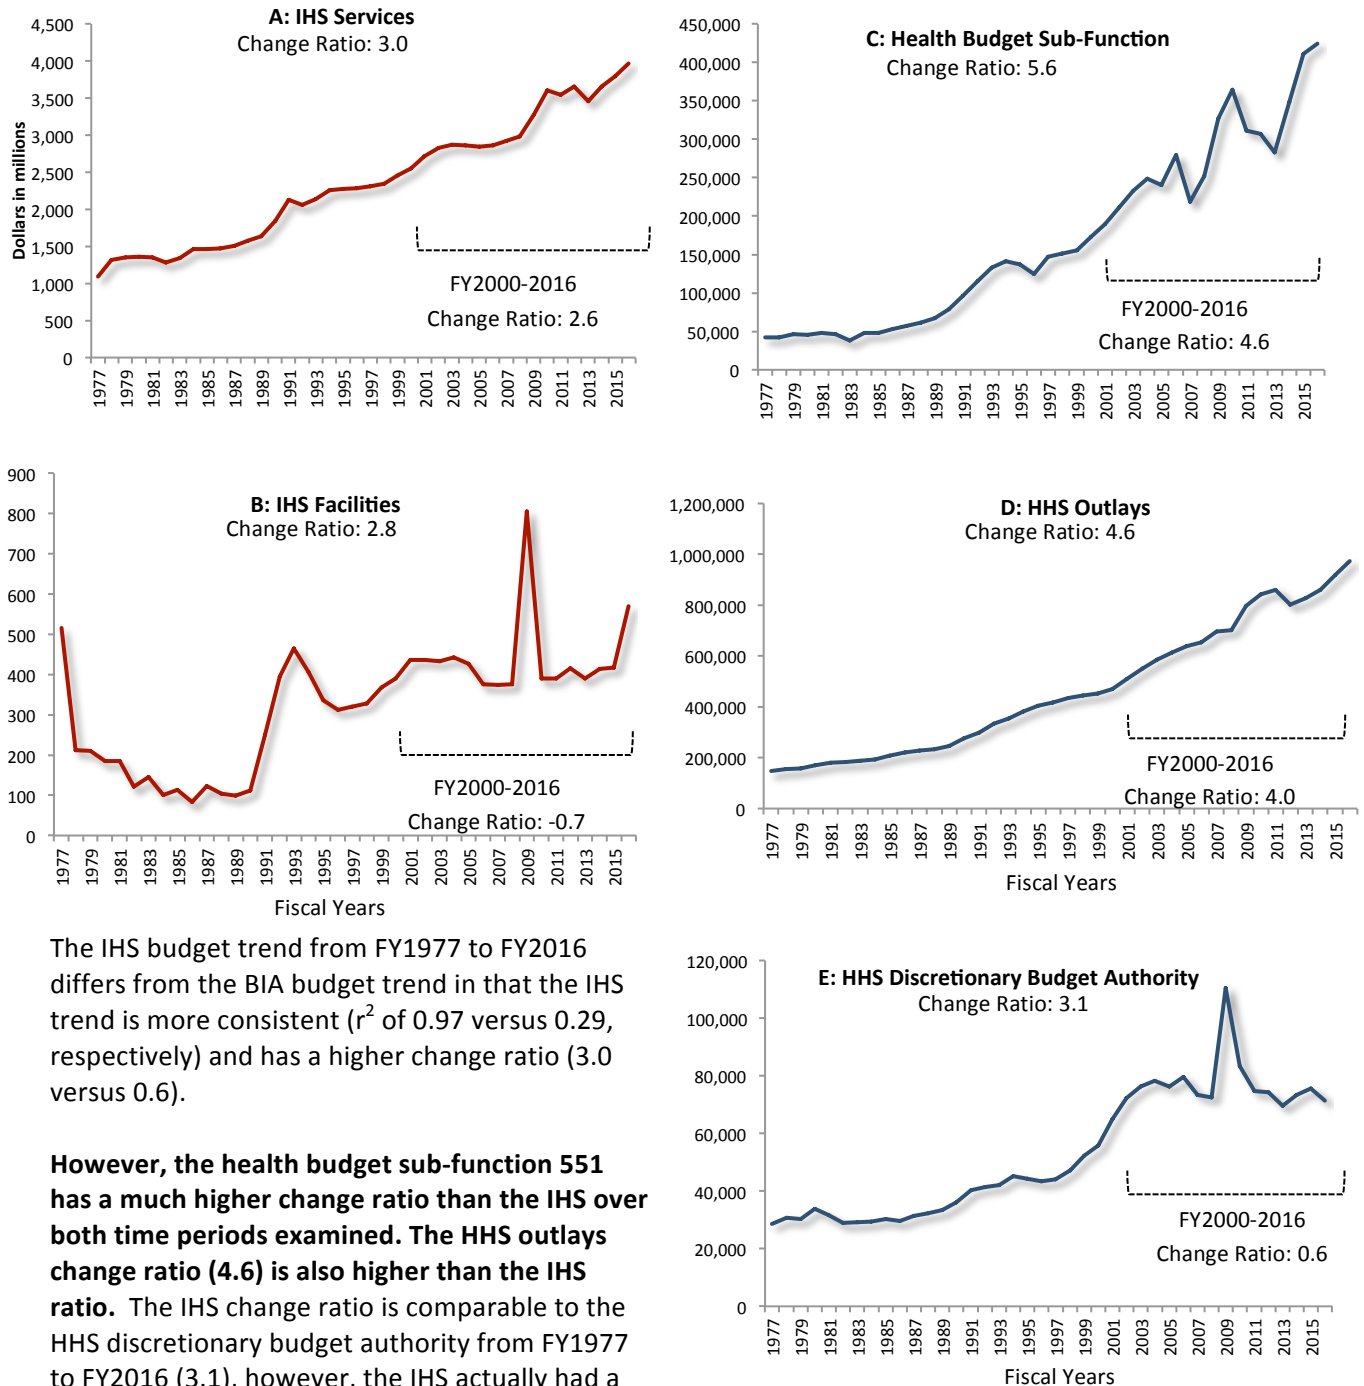 A: IHS Services
Change Ratio: 3.0
Dollars in millions
4,500
4,000
3,500
3,000
2,500
2,000
1,500
1,000
500
0
FY2000-2016
Change Ratio: 2.6
1977 1979 1981 1983 1985 1987 1989 1991 1993 1995 1997 1999 2001 2003 2005 2007 2009 2011 2013 2015
C: Health Budget Sub-Function
Change Ratio: 5.6
450,000
400,000
350,000
300,000
250,000
200,000
150,000
100,000
50,000
0
FY2000-2016
Change Ratio: 4.6
1977 1979 1981 1983 1985 1987 1989 1991 1993 1995 1997 1999 2001 2003 2005 2007 2009 2011 2013 2015
B: IHS Facilities
Change Ratio: 2.8
900
800
700
600
500
400
300
200
100
0
FY2000-2016
Change Ratio: -0.7
1977 1979 1981 1983 1985 1987 1989 1991 1993 1995 1997 1999 2001 2003 2005 2007 2009 2011 2013 2015
Fiscal Years
D: HHS Outlays
Change Ratio: 4.6
1,200,000
1,000,000
800,000
600,000
400,000
200,000
0
FY2000-2016
Change Ratio: 4.0
1977 1979 1981 1983 1985 1987 1989 1991 1993 1995 1997 1999 2001 2003 2005 2007 2009 2011 2013 2015
Fiscal Years
The IHS budget trend from FY1977 to FY2016
differs from the BIA budget trend in that the IHS
trend is more consistent (r² of 0.97 versus 0.29,
respectively) and has a higher change ratio (3.0
versus 0.6).
However, the health budget sub-function 551
has a much higher change ratio than the IHS over
both time periods examined. The HHS outlays
change ratio (4.6) is also higher than the IHS
ratio. The IHS change ratio is comparable to the
HHS discretionary budget authority from FY1977
to FY2016 (3.1), however, the IHS actually had a
E: HHS Discretionary Budget Authority
Change Ratio: 3.1
120,000
100,000
80,000
60,000
40,000
20,000
0
FY2000-2016
Change Ratio: 0.6
1977 1979 1981 1983 1985 1987 1989 1991 1993 1995 1997 1999 2001 2003 2005 2007 2009 2011 2013 2015
Fiscal Years